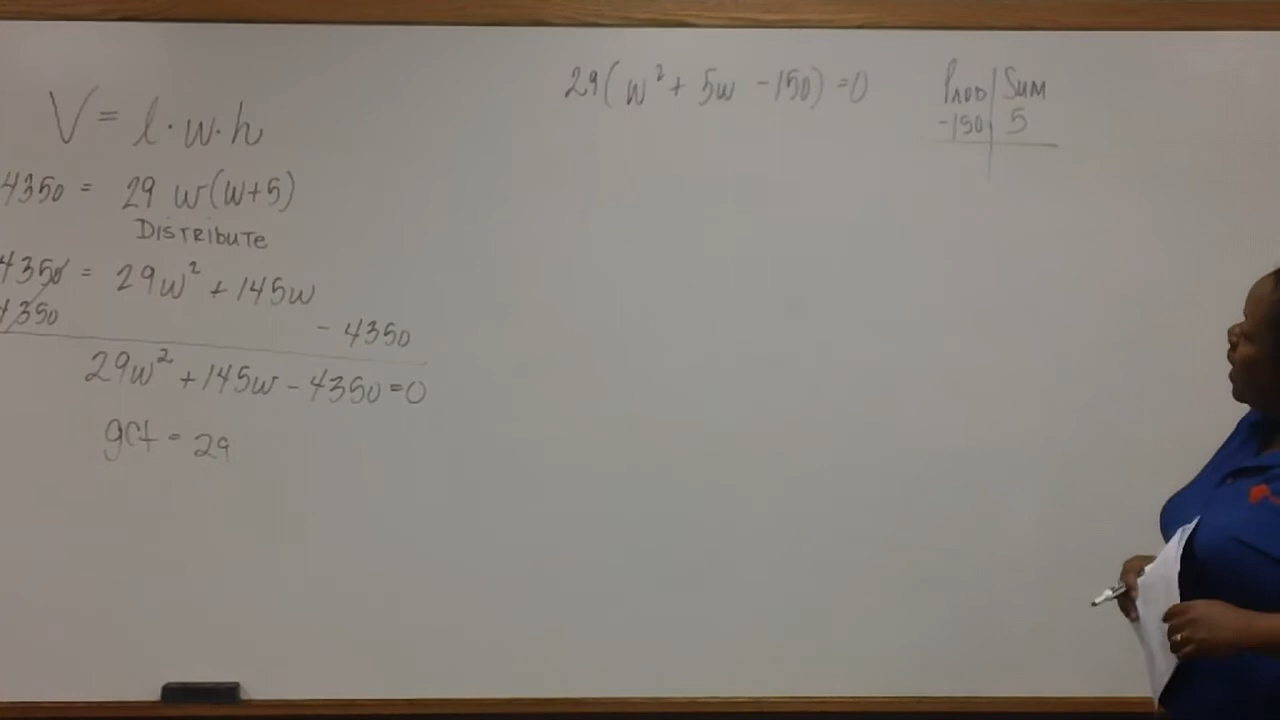 V = l · w · h
4350 = 29 w(w+5)
DISTRIBUTE
4350 = 29w² + 145w
4350 - 4350
29w² + 145w - 4350 = 0
gcf = 29
29( w² + 5w - 150) = 0
PROD SUM
-150 5